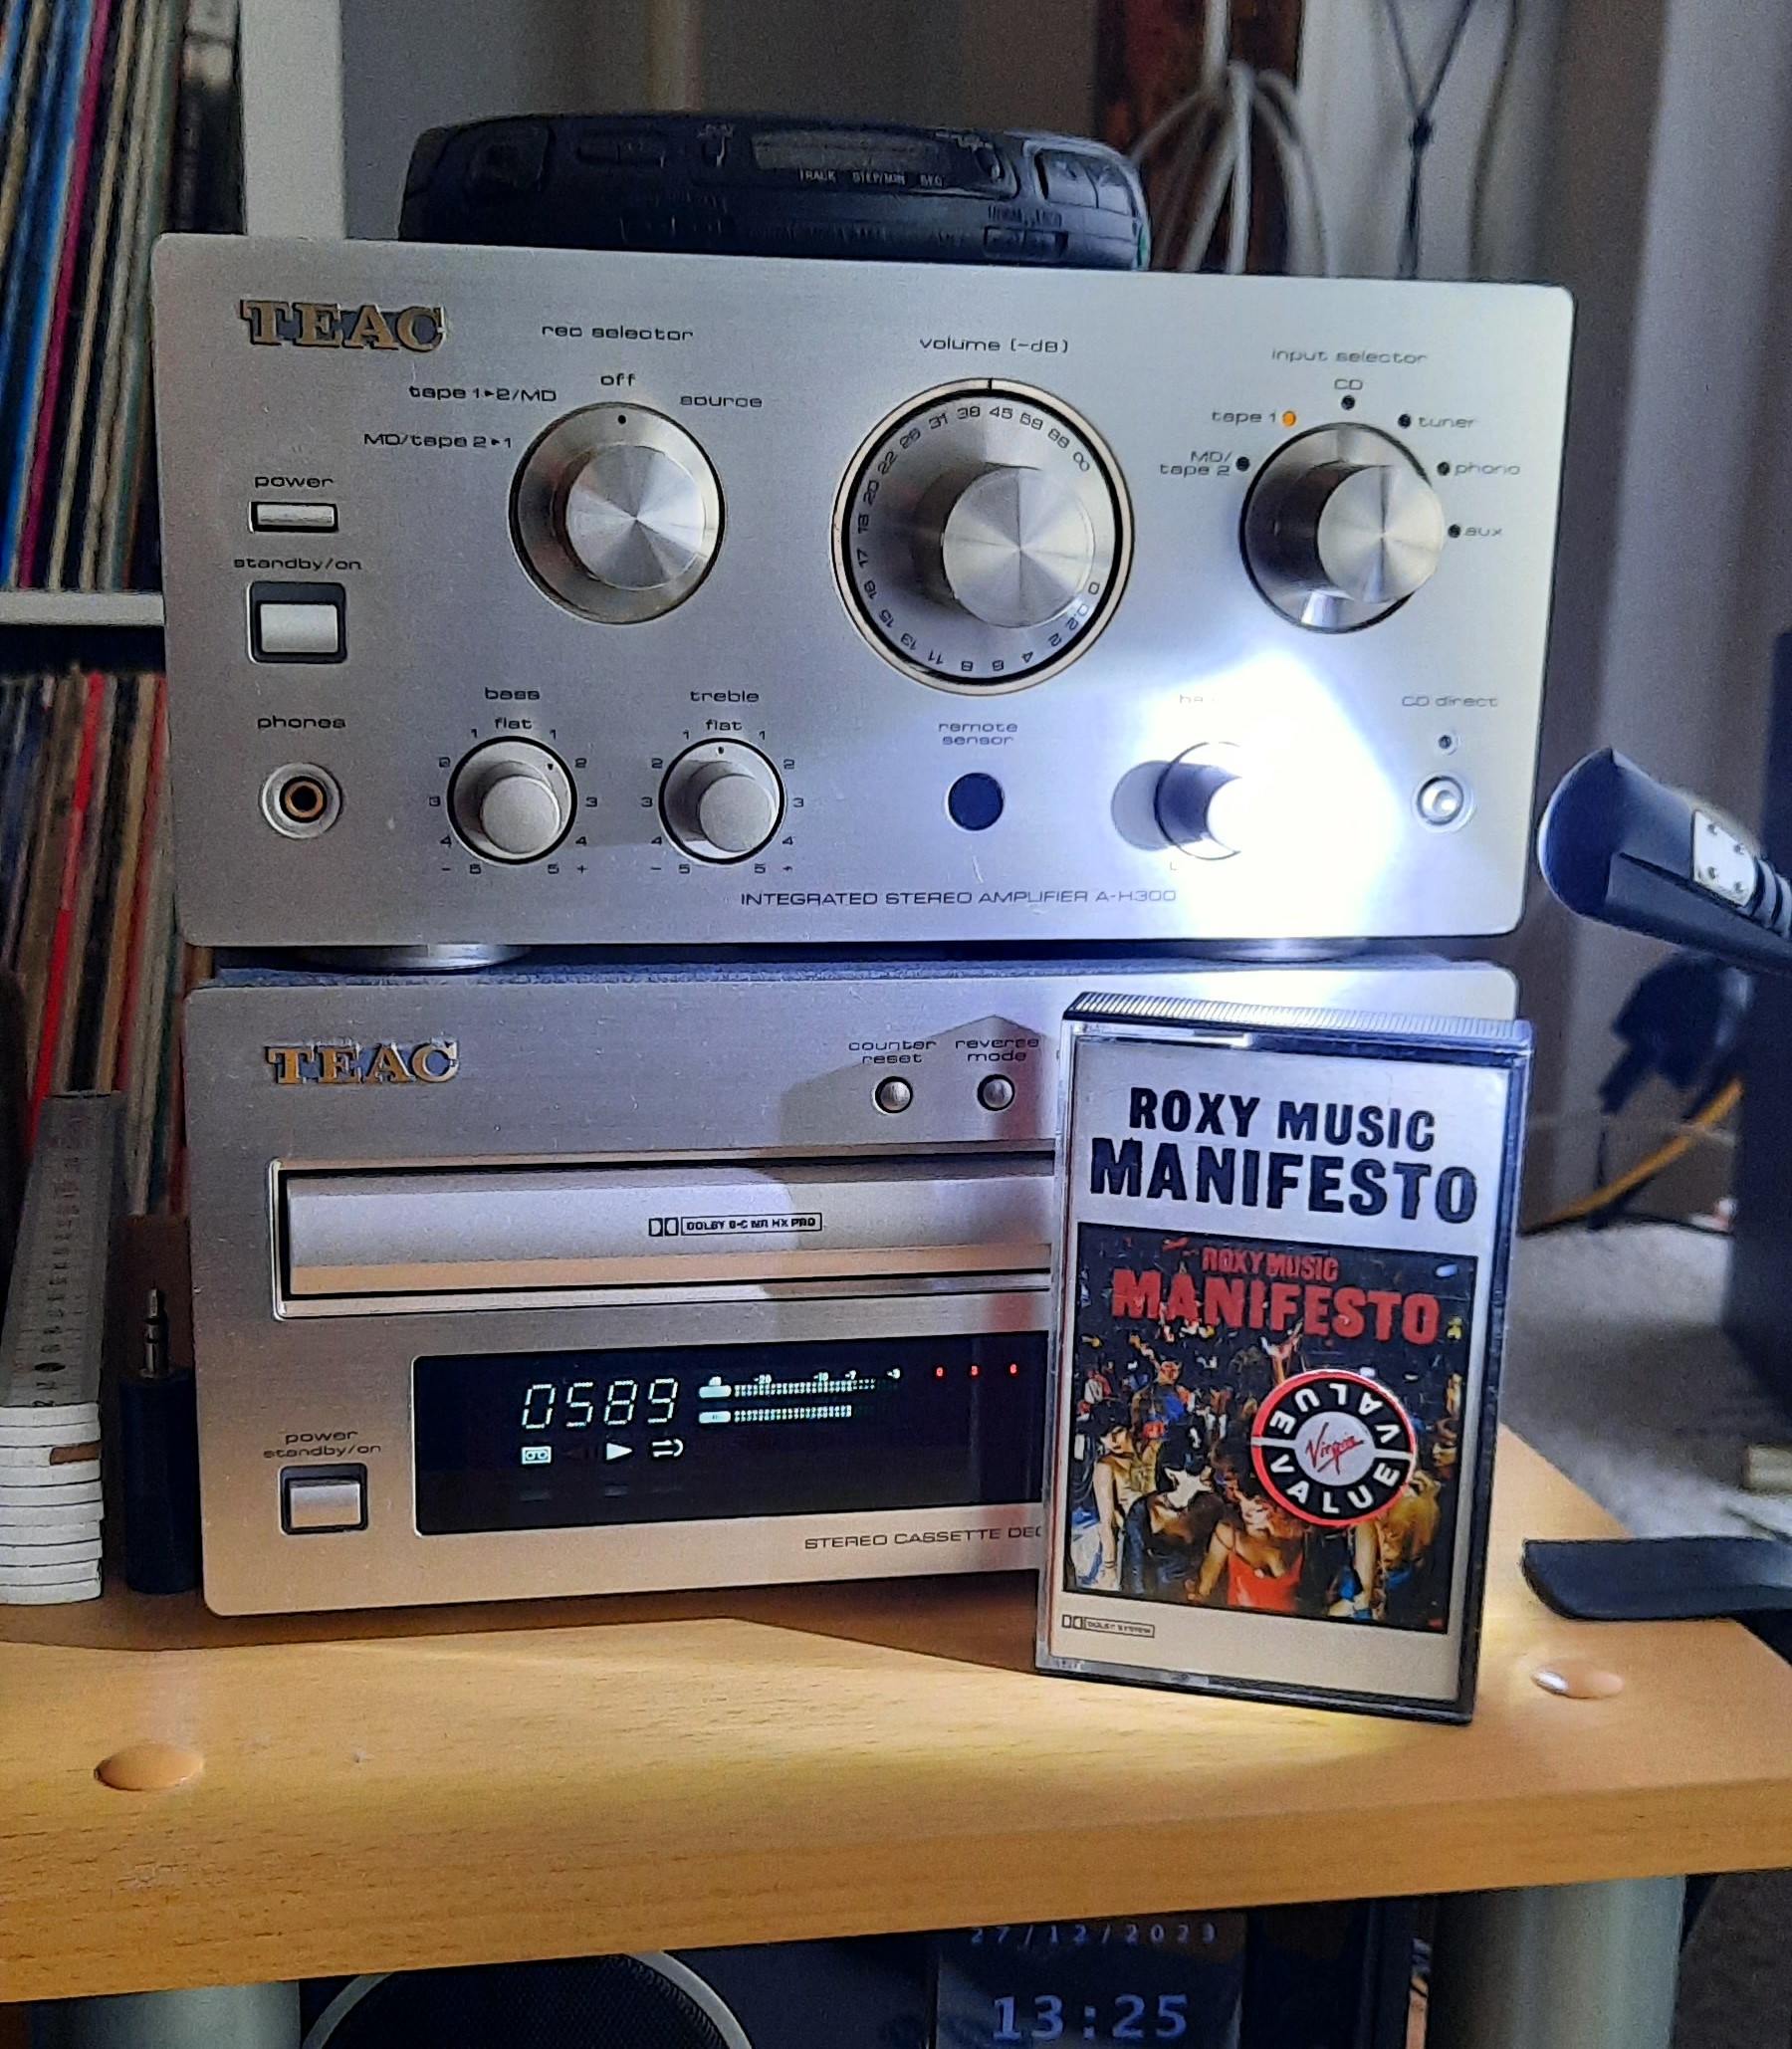 TRACK STEP/MIN SEC
TEAC
rec selector
off
tape 1▸2/MD
source
MD/tape 2▸1
power
standby/on
phones
volume (-dB)
input selector
CD
tape 1
tuner
MD/
tape 2
phono
aux
bass
flat
treble
flat
remote
sensor
CD direct
INTEGRATED STEREO AMPLIFIER A-H300
TEAC
counter
reset
reverse
mode
DOLBY B-C NR HX PRO
0589
power
standby/on
STEREO CASSETTE DEC
ROXY MUSIC
MANIFESTO
ROXY MUSIC
MANIFESTO
VALUE
Virgin
VALUE
DOLBY SYSTEM
27/12/2023
13:25